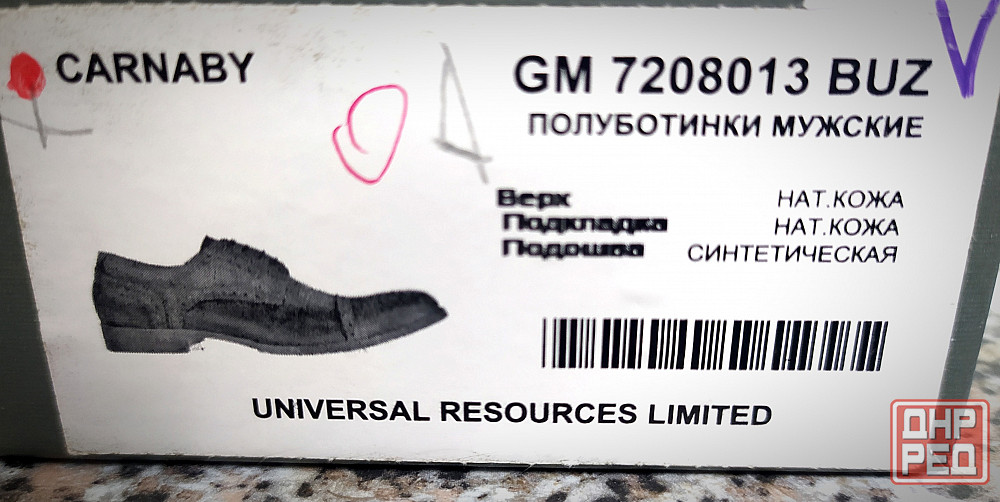 CARNABY
GM 7208013 BUZ
ПОЛУБОТИНКИ МУЖСКИЕ
Верх НАТ.КОЖА
Подкладка НАТ.КОЖА
Подошва СИНТЕТИЧЕСКАЯ
UNIVERSAL RESOURCES LIMITED
ДНР
РЕД